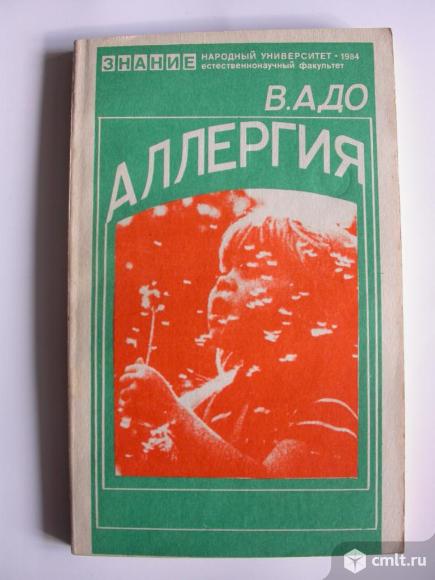 ЗНАНИЕ
НАРОДНЫЙ УНИВЕРСИТЕТ · 1984
естественнонаучный факультет
В.АДО
АЛЛЕРГИЯ
cmlt.ru